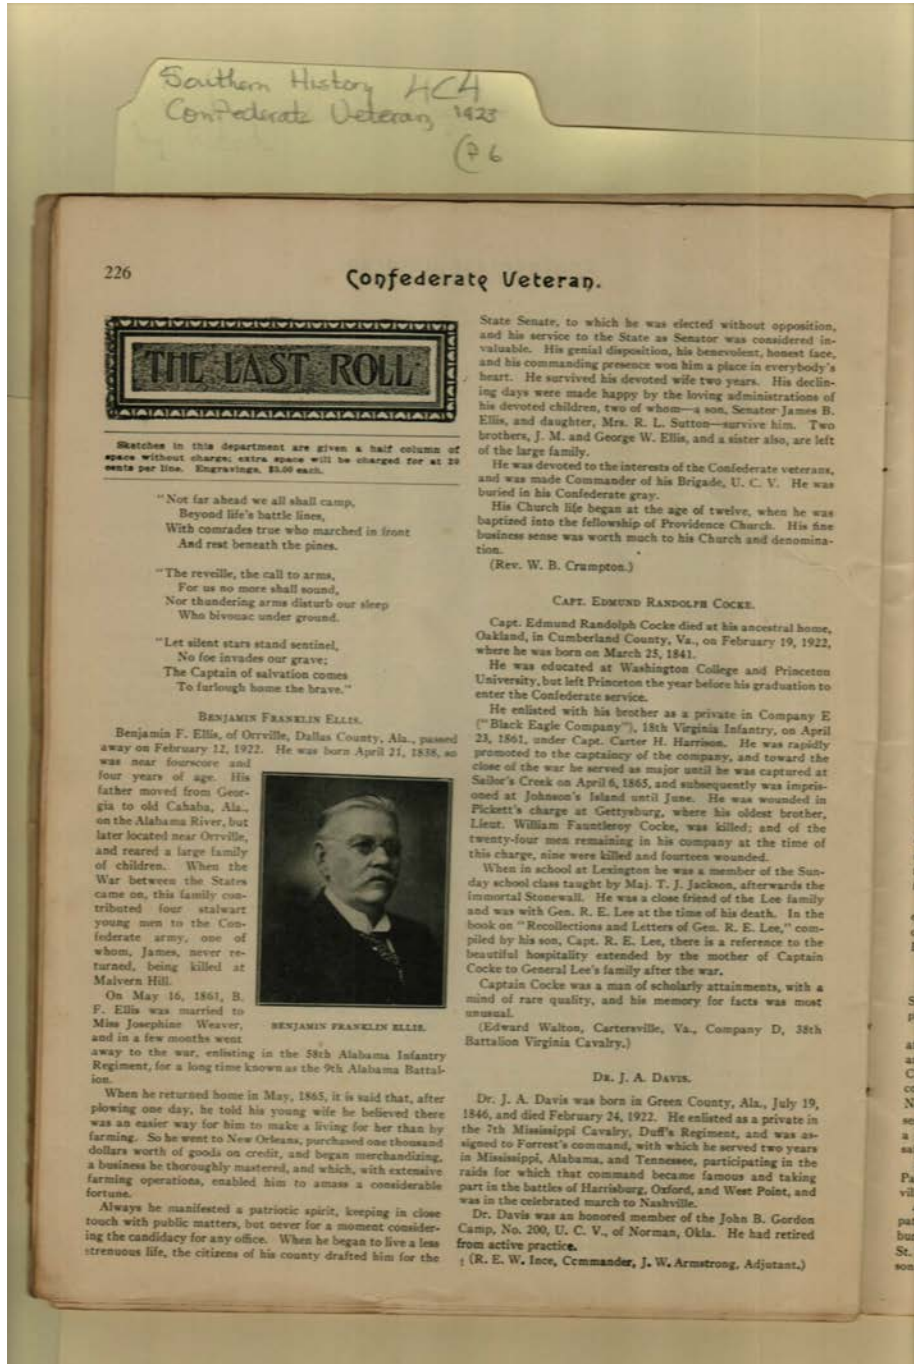 Southern History 4C4
Confederate Veteran, 1923
(P 6
226
Confederate Veteran.
THE LAST ROLL
Sketches in this department are given a half column of
space without charge; extra space will be charged for at 20
cents per line. Engravings, $3.00 each.
"Not far ahead we all shall camp,
Beyond life's battle lines,
With comrades true who marched in front
And rest beneath the pines.
"The reveille, the call to arms,
For us no more shall sound,
Nor thundering arms disturb our sleep
Who bivouac under ground.
"Let silent stars stand sentinel,
No foe invades our grave;
The Captain of salvation comes
To furlough home the brave."
BENJAMIN FRANKLIN ELLIS.
Benjamin F. Ellis, of Orrville, Dallas County, Ala., passed
away on February 12, 1922. He was born April 21, 1838, so
was near fourscore and
four years of age. His
father moved from Geor-
gia to old Cahaba, Ala.,
on the Alabama River, but
later located near Orrville,
and reared a large family
of children. When the
War between the States
came on, this family con-
tributed four stalwart
young men to the Con-
federate army, one of
whom, James, never re-
turned, being killed at
Malvern Hill.
On May 16, 1861, B.
F. Ellis was married to
Miss Josephine Weaver,
and in a few months went
away to the war, enlisting in the 58th Alabama Infantry
Regiment, for a long time known as the 9th Alabama Battal-
ion.
BENJAMIN FRANKLIN ELLIS.
When he returned home in May, 1865, it is said that, after
plowing one day, he told his young wife he believed there
was an easier way for him to make a living for her than by
farming. So he went to New Orleans, purchased one thousand
dollars worth of goods on credit, and began merchandizing,
a business he thoroughly mastered, and which, with extensive
farming operations, enabled him to amass a considerable
fortune.
Always he manifested a patriotic spirit, keeping in close
touch with public matters, but never for a moment consider-
ing the candidacy for any office. When he began to live a less
strenuous life, the citizens of his county drafted him for the
State Senate, to which he was elected without opposition,
and his service to the State as Senator was considered in-
valuable. His genial disposition, his benevolent, honest face,
and his commanding presence won him a place in everybody's
heart. He survived his devoted wife two years. His declin-
ing days were made happy by the loving administrations of
his devoted children, two of whom—a son, Senator James B.
Ellis, and daughter, Mrs. R. L. Sutton—survive him. Two
brothers, J. M. and George W. Ellis, and a sister also, are left
of the large family.
He was devoted to the interests of the Confederate veterans,
and was made Commander of his Brigade, U. C. V. He was
buried in his Confederate gray.
His Church life began at the age of twelve, when he was
baptized into the fellowship of Providence Church. His fine
business sense was worth much to his Church and denomina-
tion.
(Rev. W. B. Crumpton.)
CAPT. EDMUND RANDOLPH COCKE.
Capt. Edmund Randolph Cocke died at his ancestral home,
Oakland, in Cumberland County, Va., on February 19, 1922,
where he was born on March 25, 1841.
He was educated at Washington College and Princeton
University, but left Princeton the year before his graduation to
enter the Confederate service.
He enlisted with his brother as a private in Company E
("Black Eagle Company"), 18th Virginia Infantry, on April
23, 1861, under Capt. Carter H. Harrison. He was rapidly
promoted to the captaincy of the company, and toward the
close of the war he served as major until he was captured at
Sailor's Creek on April 6, 1865, and subsequently was impris-
oned at Johnson's Island until June. He was wounded in
Pickett's charge at Gettysburg, where his oldest brother,
Lieut. William Fauntleroy Cocke, was killed; and of the
twenty-four men remaining in his company at the time of
this charge, nine were killed and fourteen wounded.
When in school at Lexington he was a member of the Sun-
day school class taught by Maj. T. J. Jackson, afterwards the
immortal Stonewall. He was a close friend of the Lee family
and was with Gen. R. E. Lee at the time of his death. In the
book on "Recollections and Letters of Gen. R. E. Lee," com-
piled by his son, Capt. R. E. Lee, there is a reference to the
beautiful hospitality extended by the mother of Captain
Cocke to General Lee's family after the war.
Captain Cocke was a man of scholarly attainments, with a
mind of rare quality, and his memory for facts was most
unusual.
(Edward Walton, Cartersville, Va., Company D, 38th
Battalion Virginia Cavalry.)
DR. J. A. DAVIS.
Dr. J. A. Davis was born in Green County, Ala., July 19,
1846, and died February 24, 1922. He enlisted as a private in
the 7th Mississippi Cavalry, Duff's Regiment, and was as-
signed to Forrest's command, with which he served two years
in Mississippi, Alabama, and Tennessee, participating in the
raids for which that command became famous and taking
part in the battles of Harrisburg, Oxford, and West Point, and
was in the celebrated march to Nashville.
Dr. Davis was an honored member of the John B. Gordon
Camp, No. 200, U. C. V., of Norman, Okla. He had retired
from active practice.
(R. E. W. Ince, Commander, J. W. Armstrong, Adjutant.)